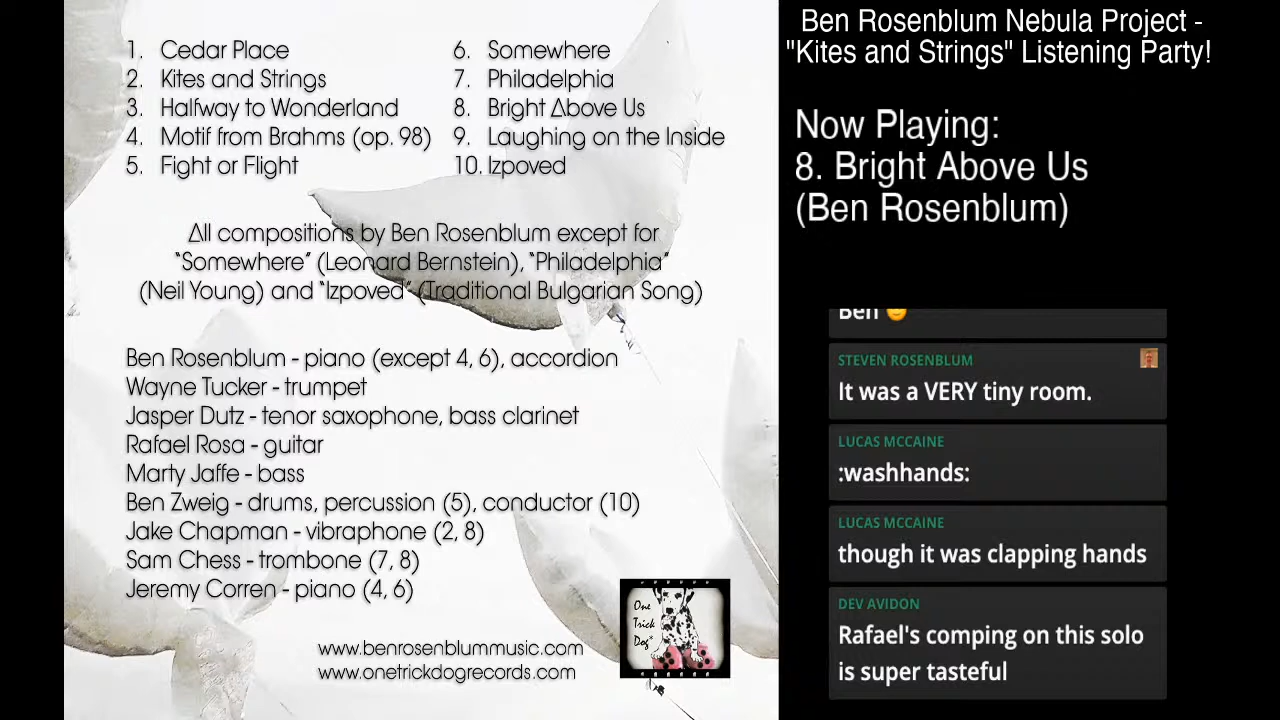 1. Cedar Place
2. Kites and Strings
3. Halfway to Wonderland
4. Motif from Brahms (op. 98)
5. Fight or Flight
6. Somewhere
7. Philadelphia
8. Bright Above Us
9. Laughing on the Inside
10. Izpoved
All compositions by Ben Rosenblum except for
“Somewhere” (Leonard Bernstein), “Philadelphia”
(Neil Young) and “Izpoved” (Traditional Bulgarian Song)
Ben Rosenblum - piano (except 4, 6), accordion
Wayne Tucker - trumpet
Jasper Dutz - tenor saxophone, bass clarinet
Rafael Rosa - guitar
Marty Jaffe - bass
Ben Zweig - drums, percussion (5), conductor (10)
Jake Chapman - vibraphone (2, 8)
Sam Chess - trombone (7, 8)
Jeremy Corren - piano (4, 6)
www.benrosenblummusic.com
www.onetrickdogrecords.com
One
Trick
Dog
Ben Rosenblum Nebula Project -
"Kites and Strings" Listening Party!
Now Playing:
8. Bright Above Us
(Ben Rosenblum)
Ben 🙂
STEVEN ROSENBLUM
It was a VERY tiny room.
LUCAS MCCAINE
:washhands:
LUCAS MCCAINE
though it was clapping hands
DEV AVIDON
Rafael's comping on this solo
is super tasteful